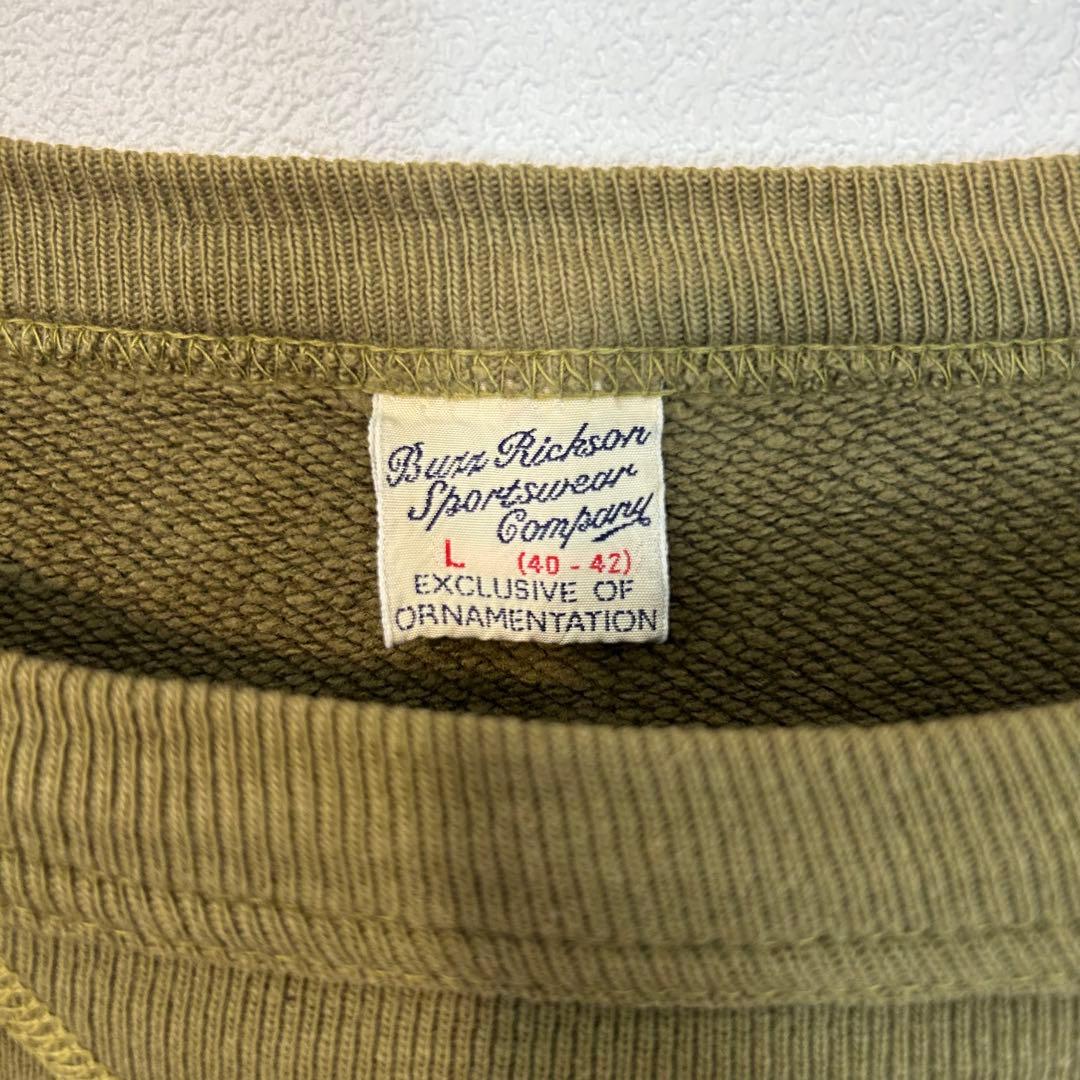 Buzz Rickson
Sportswear
Company
L (40 - 42)
EXCLUSIVE OF
ORNAMENTATION